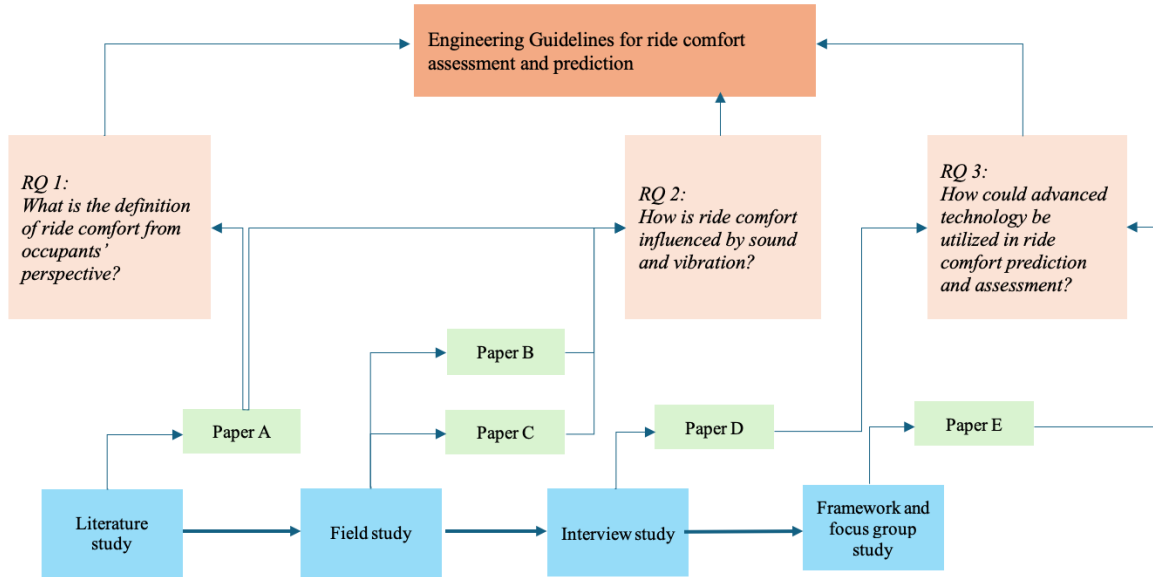 Engineering Guidelines for ride comfort
assessment and prediction
RQ 1:
What is the definition
of ride comfort from
occupants’
perspective?
RQ 2:
How is ride comfort
influenced by sound
and vibration?
RQ 3:
How could advanced
technology be
utilized in ride
comfort prediction
and assessment?
Paper B
Paper A
Paper C
Paper D
Paper E
Literature
study
Field study
Interview study
Framework and
focus group
study